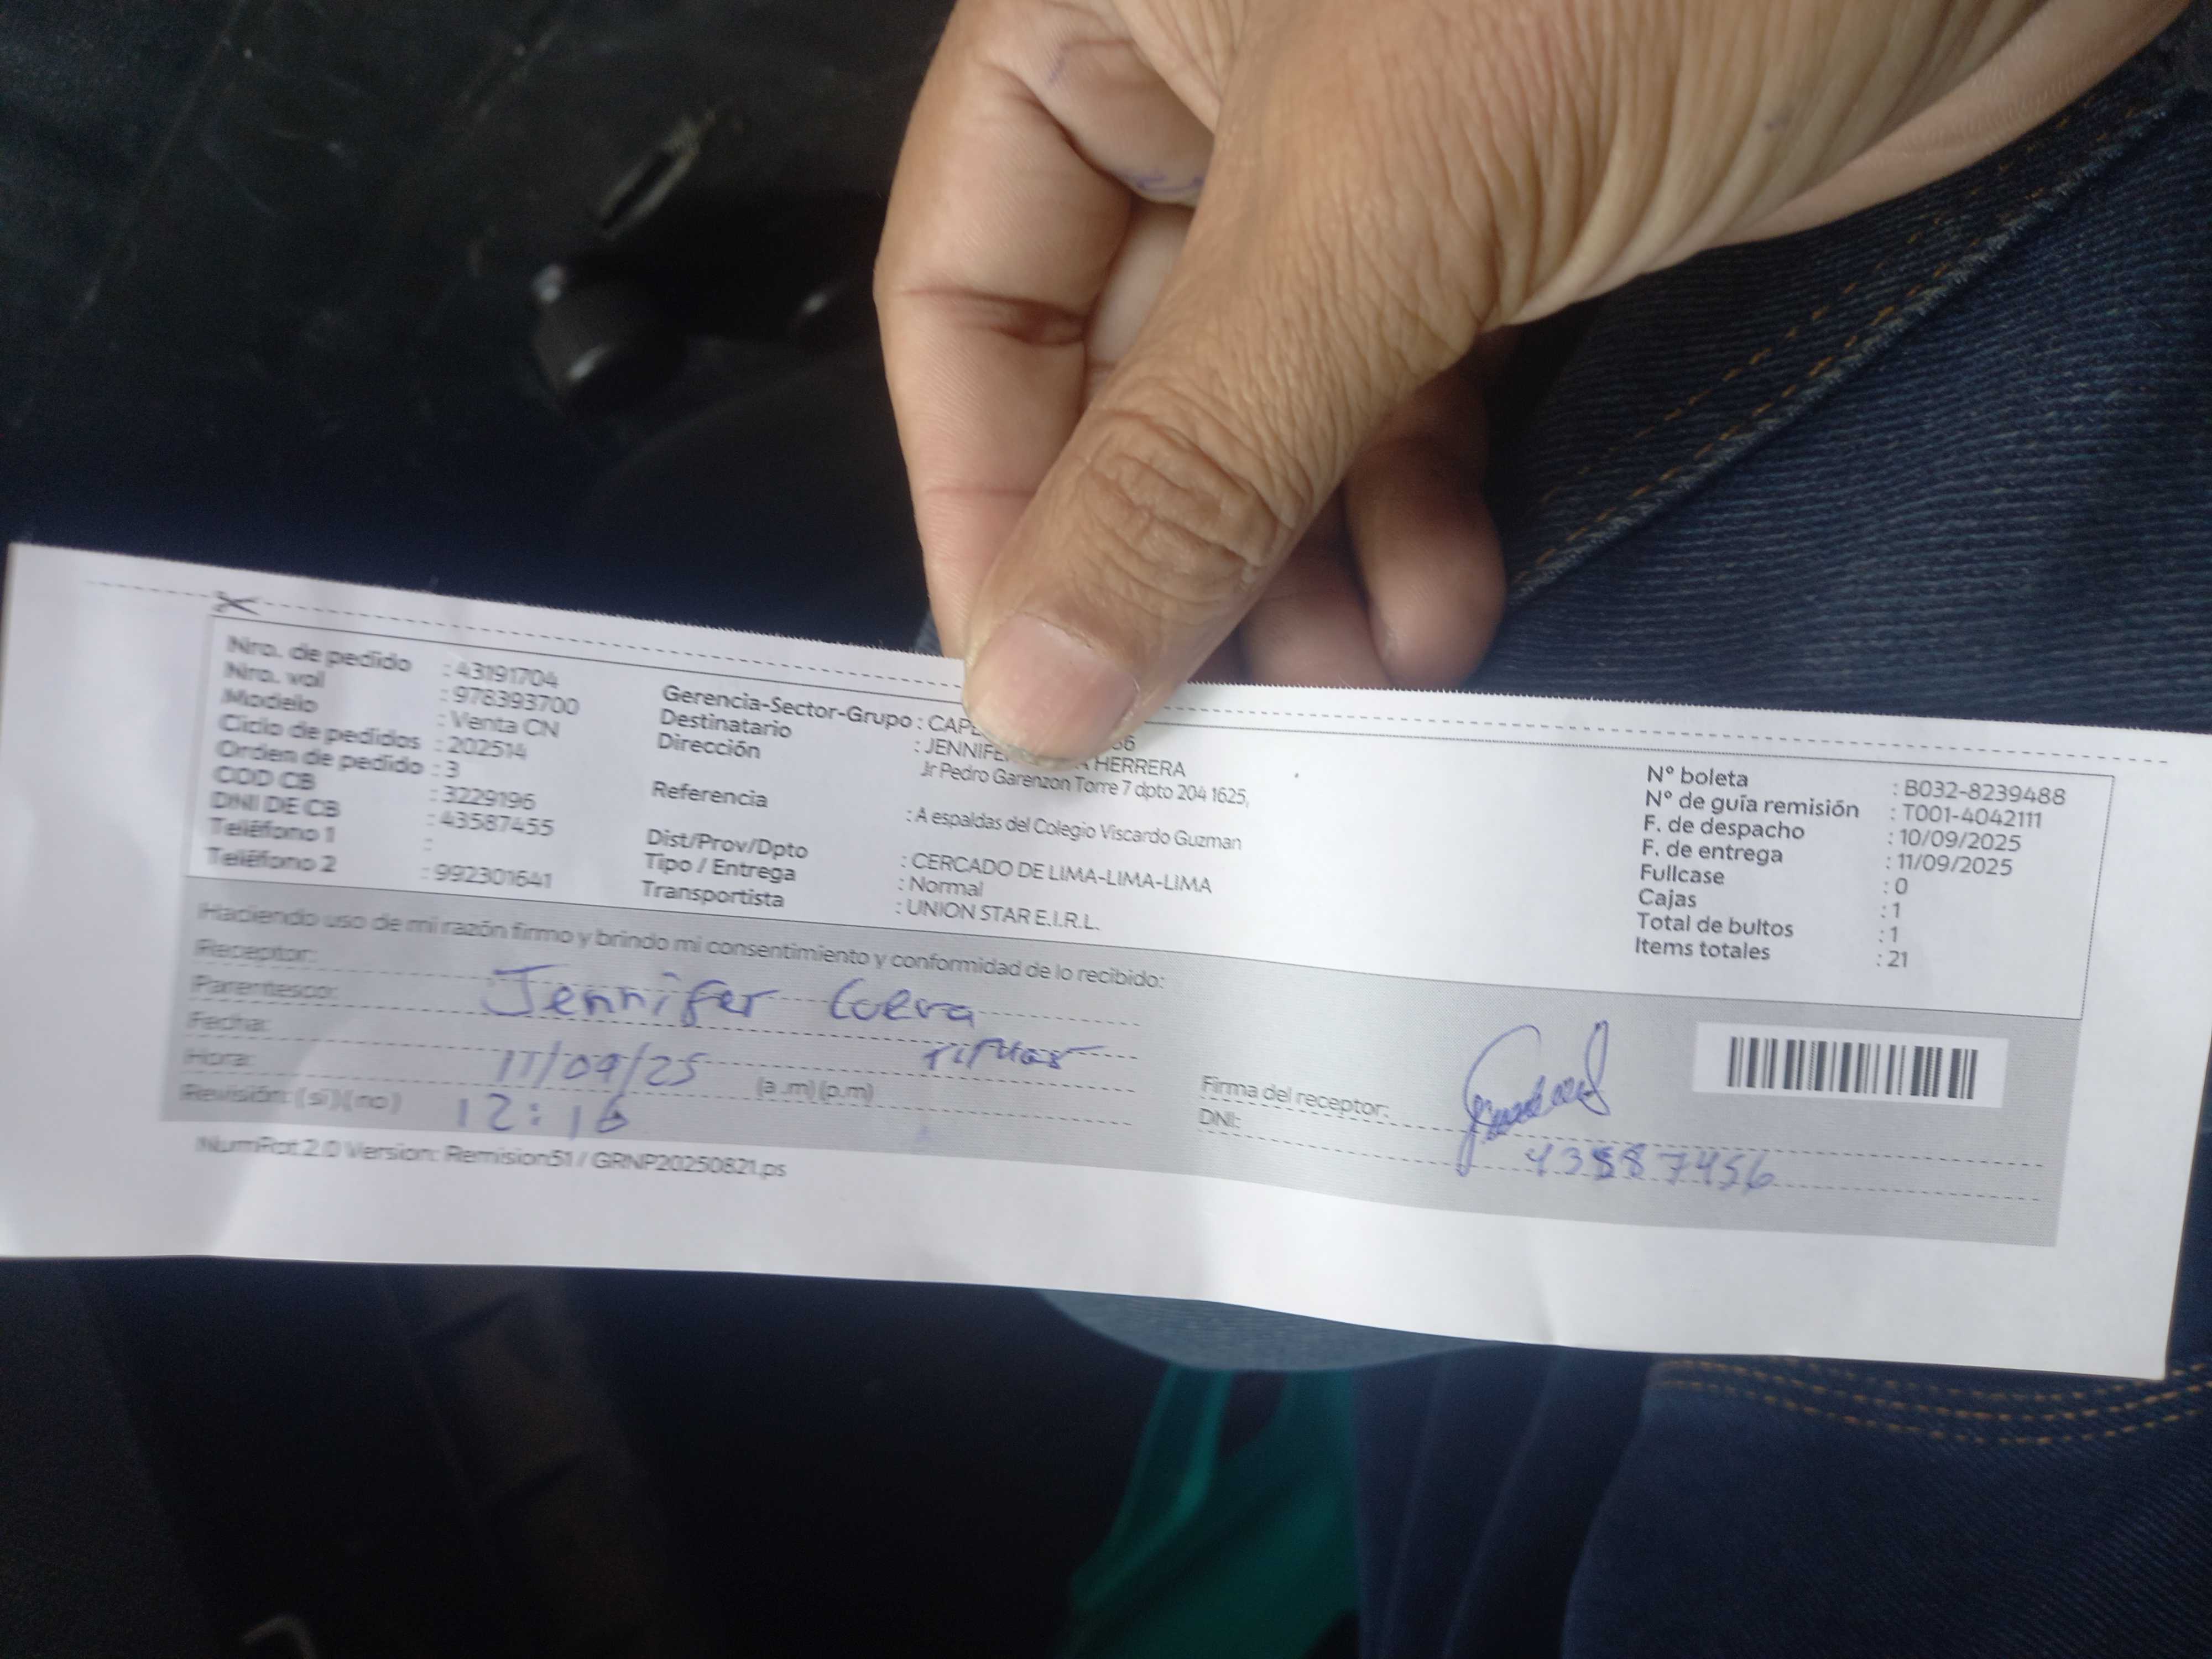 Nro. de pedido : 43191704
Nro. vol : 978393700
Modelo : Venta CN
Ciclo de pedidos : 202514
Orden de pedido : 3
COD CB : 3229196
DNI DE CB : 43587455
Teléfono 1 :
Teléfono 2 : 992301641
Gerencia-Sector-Grupo : CAP
Destinatario : JENNIFE HERRERA
Dirección Jr Pedro Garenzon Torre 7 dpto 204 1625,
Referencia : A espaldas del Colegio Viscardo Guzman
Dist/Prov/Dpto : CERCADO DE LIMA-LIMA-LIMA
Tipo / Entrega : Normal
Transportista : UNION STAR E.I.R.L.
N° boleta : B032-8239488
N° de guía remisión : T001-4042111
F. de despacho : 10/09/2025
F. de entrega : 11/09/2025
Fullcase : 0
Cajas : 1
Total de bultos : 1
Items totales : 21
Haciendo uso de mi razón firmo y brindo mi consentimiento y conformidad de lo recibido:
Receptor: Jennifer Cueva
Parentesco:
Fecha: 11/09/25
Hora: 12:16 (a .m) (p.m)
Revisión: (si) (no)
Firma del receptor:
DNI: 43587456
NumRot 2.0 Version: Remision51 / GRNP20250821.ps